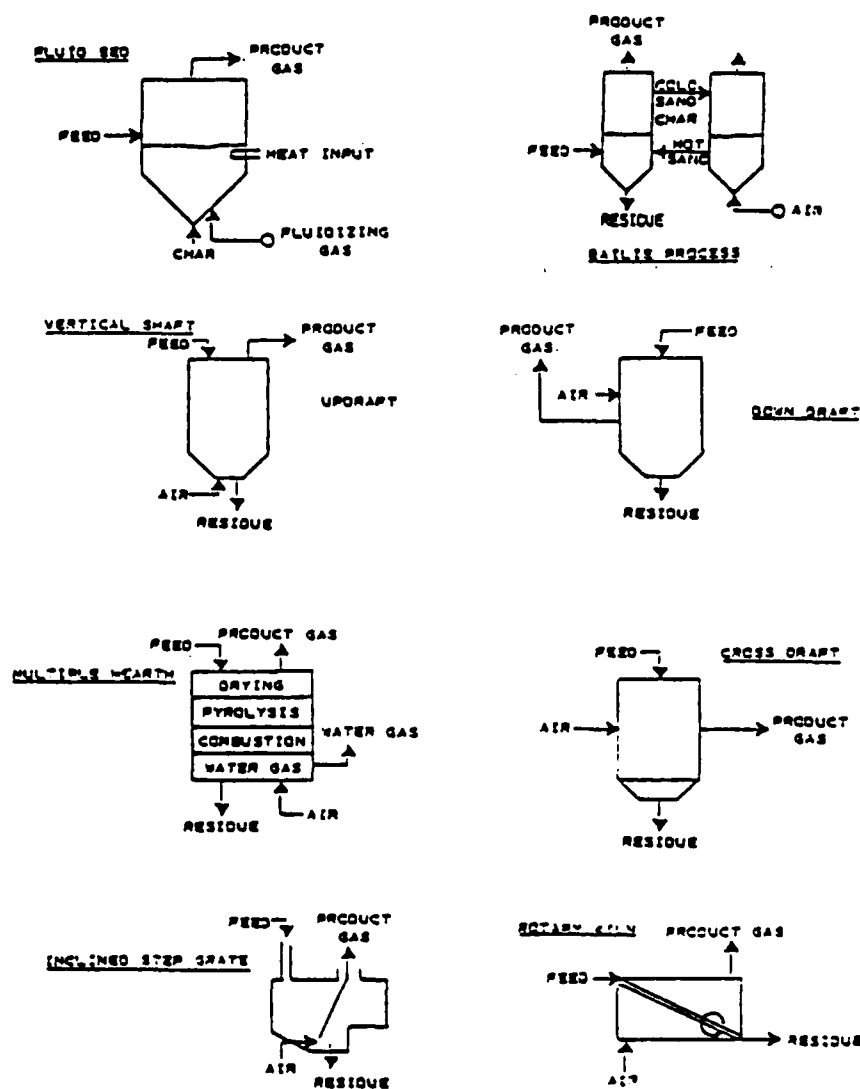 PRODUCT
GAS
FLUID BED
FEED
HEAT INPUT
CHAR
FLUIDIZING
GAS
PRODUCT
GAS
COLD
SAND
CHAR
FEED
HOT
SAND
RESIDUE
AIR
BAILIE PROCESS
VERTICAL SHAFT
FEED
PRODUCT
GAS
UPDRAFT
AIR
RESIDUE
PRODUCT
GAS
FEED
AIR
DOWN DRAFT
RESIDUE
FEED
PRODUCT GAS
MULTIPLE HEARTH
DRYING
PYROLYSIS
COMBUSTION
WATER GAS
WATER GAS
AIR
RESIDUE
FEED
CROSS DRAFT
AIR
PRODUCT
GAS
RESIDUE
FEED
PRODUCT
GAS
INCLINED STEP GRATE
AIR
RESIDUE
ROTARY KILN
PRODUCT GAS
FEED
RESIDUE
AIR